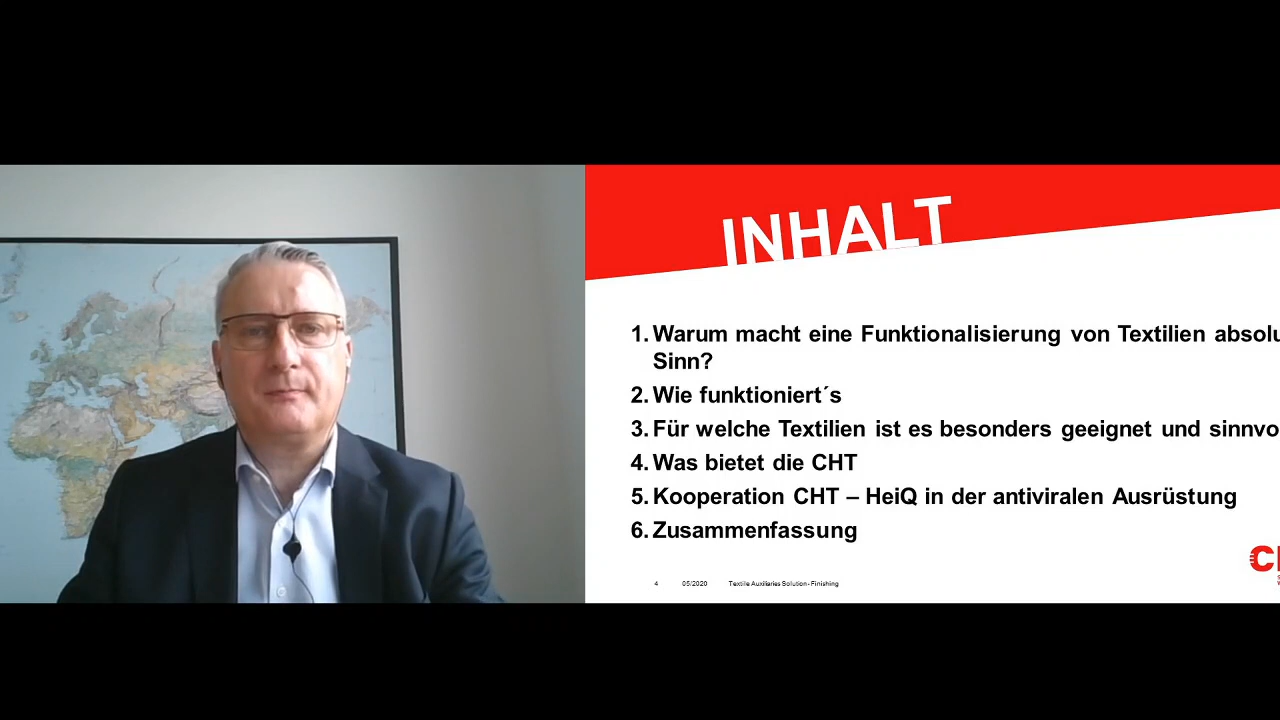 INHALT
1. Warum macht eine Funktionalisierung von Textilien absolu
Sinn?
2. Wie funktioniert´s
3. Für welche Textilien ist es besonders geeignet und sinnvo
4. Was bietet die CHT
5. Kooperation CHT – HeiQ in der antiviralen Ausrüstung
6. Zusammenfassung
4 05/2020 Textile Auxiliaries Solution - Finishing